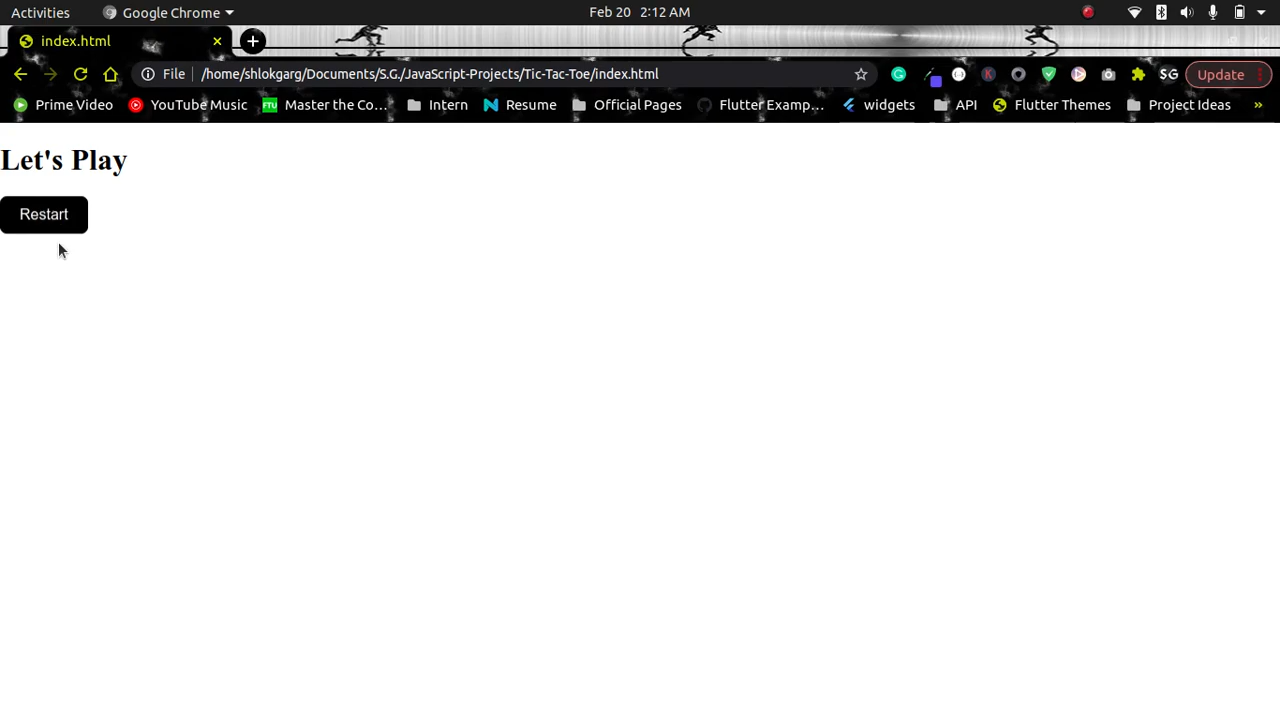 Activities Google Chrome Feb 20 2:12 AM
index.html
File /home/shlokgarg/Documents/S.G./JavaScript-Projects/Tic-Tac-Toe/index.html SG Update
Prime Video YouTube Music FTU Master the Co... Intern Resume Official Pages Flutter Examp... widgets API Flutter Themes Project Ideas »
Let's Play
Restart